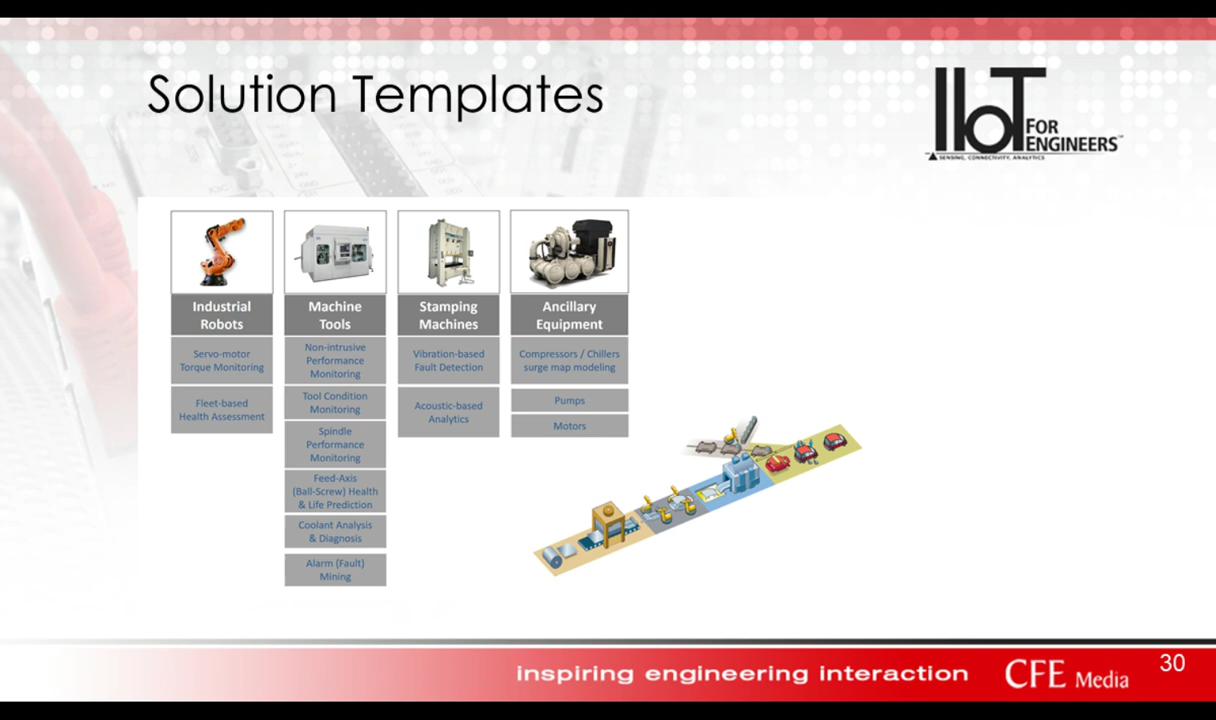 Solution Templates
IIoT
FOR
ENGINEERS™
SENSING, CONNECTIVITY, ANALYTICS
Industrial
Robots
Servo-motor
Torque Monitoring
Fleet-based
Health Assessment
Machine
Tools
Non-intrusive
Performance
Monitoring
Tool Condition
Monitoring
Spindle
Performance
Monitoring
Feed-Axis
(Ball-Screw) Health
& Life Prediction
Coolant Analysis
& Diagnosis
Alarm (Fault)
Mining
Stamping
Machines
Vibration-based
Fault Detection
Acoustic-based
Analytics
Ancillary
Equipment
Compressors / Chillers
surge map modeling
Pumps
Motors
inspiring engineering interaction
CFE Media
30